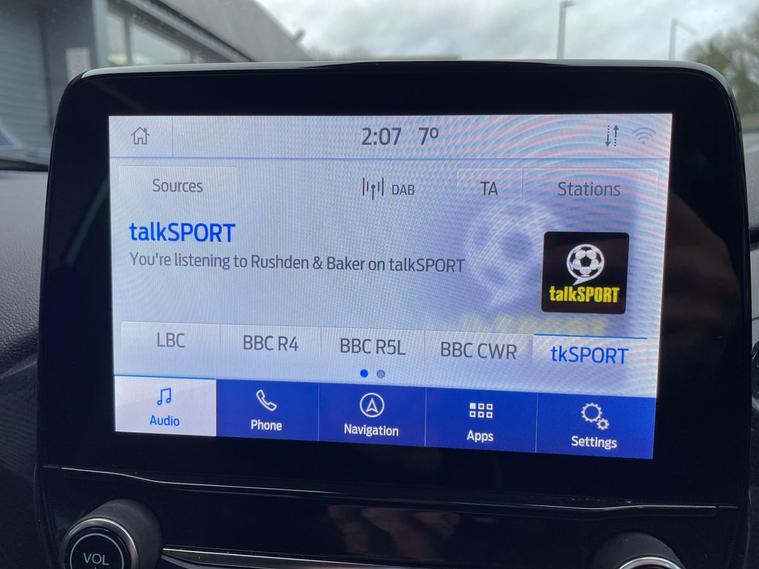 2:07 7º
Sources DAB TA Stations
talkSPORT
You're listening to Rushden & Baker on talkSPORT
talkSPORT
LBC BBC R4 BBC R5L BBC CWR tkSPORT
Audio Phone Navigation Apps Settings
VOL